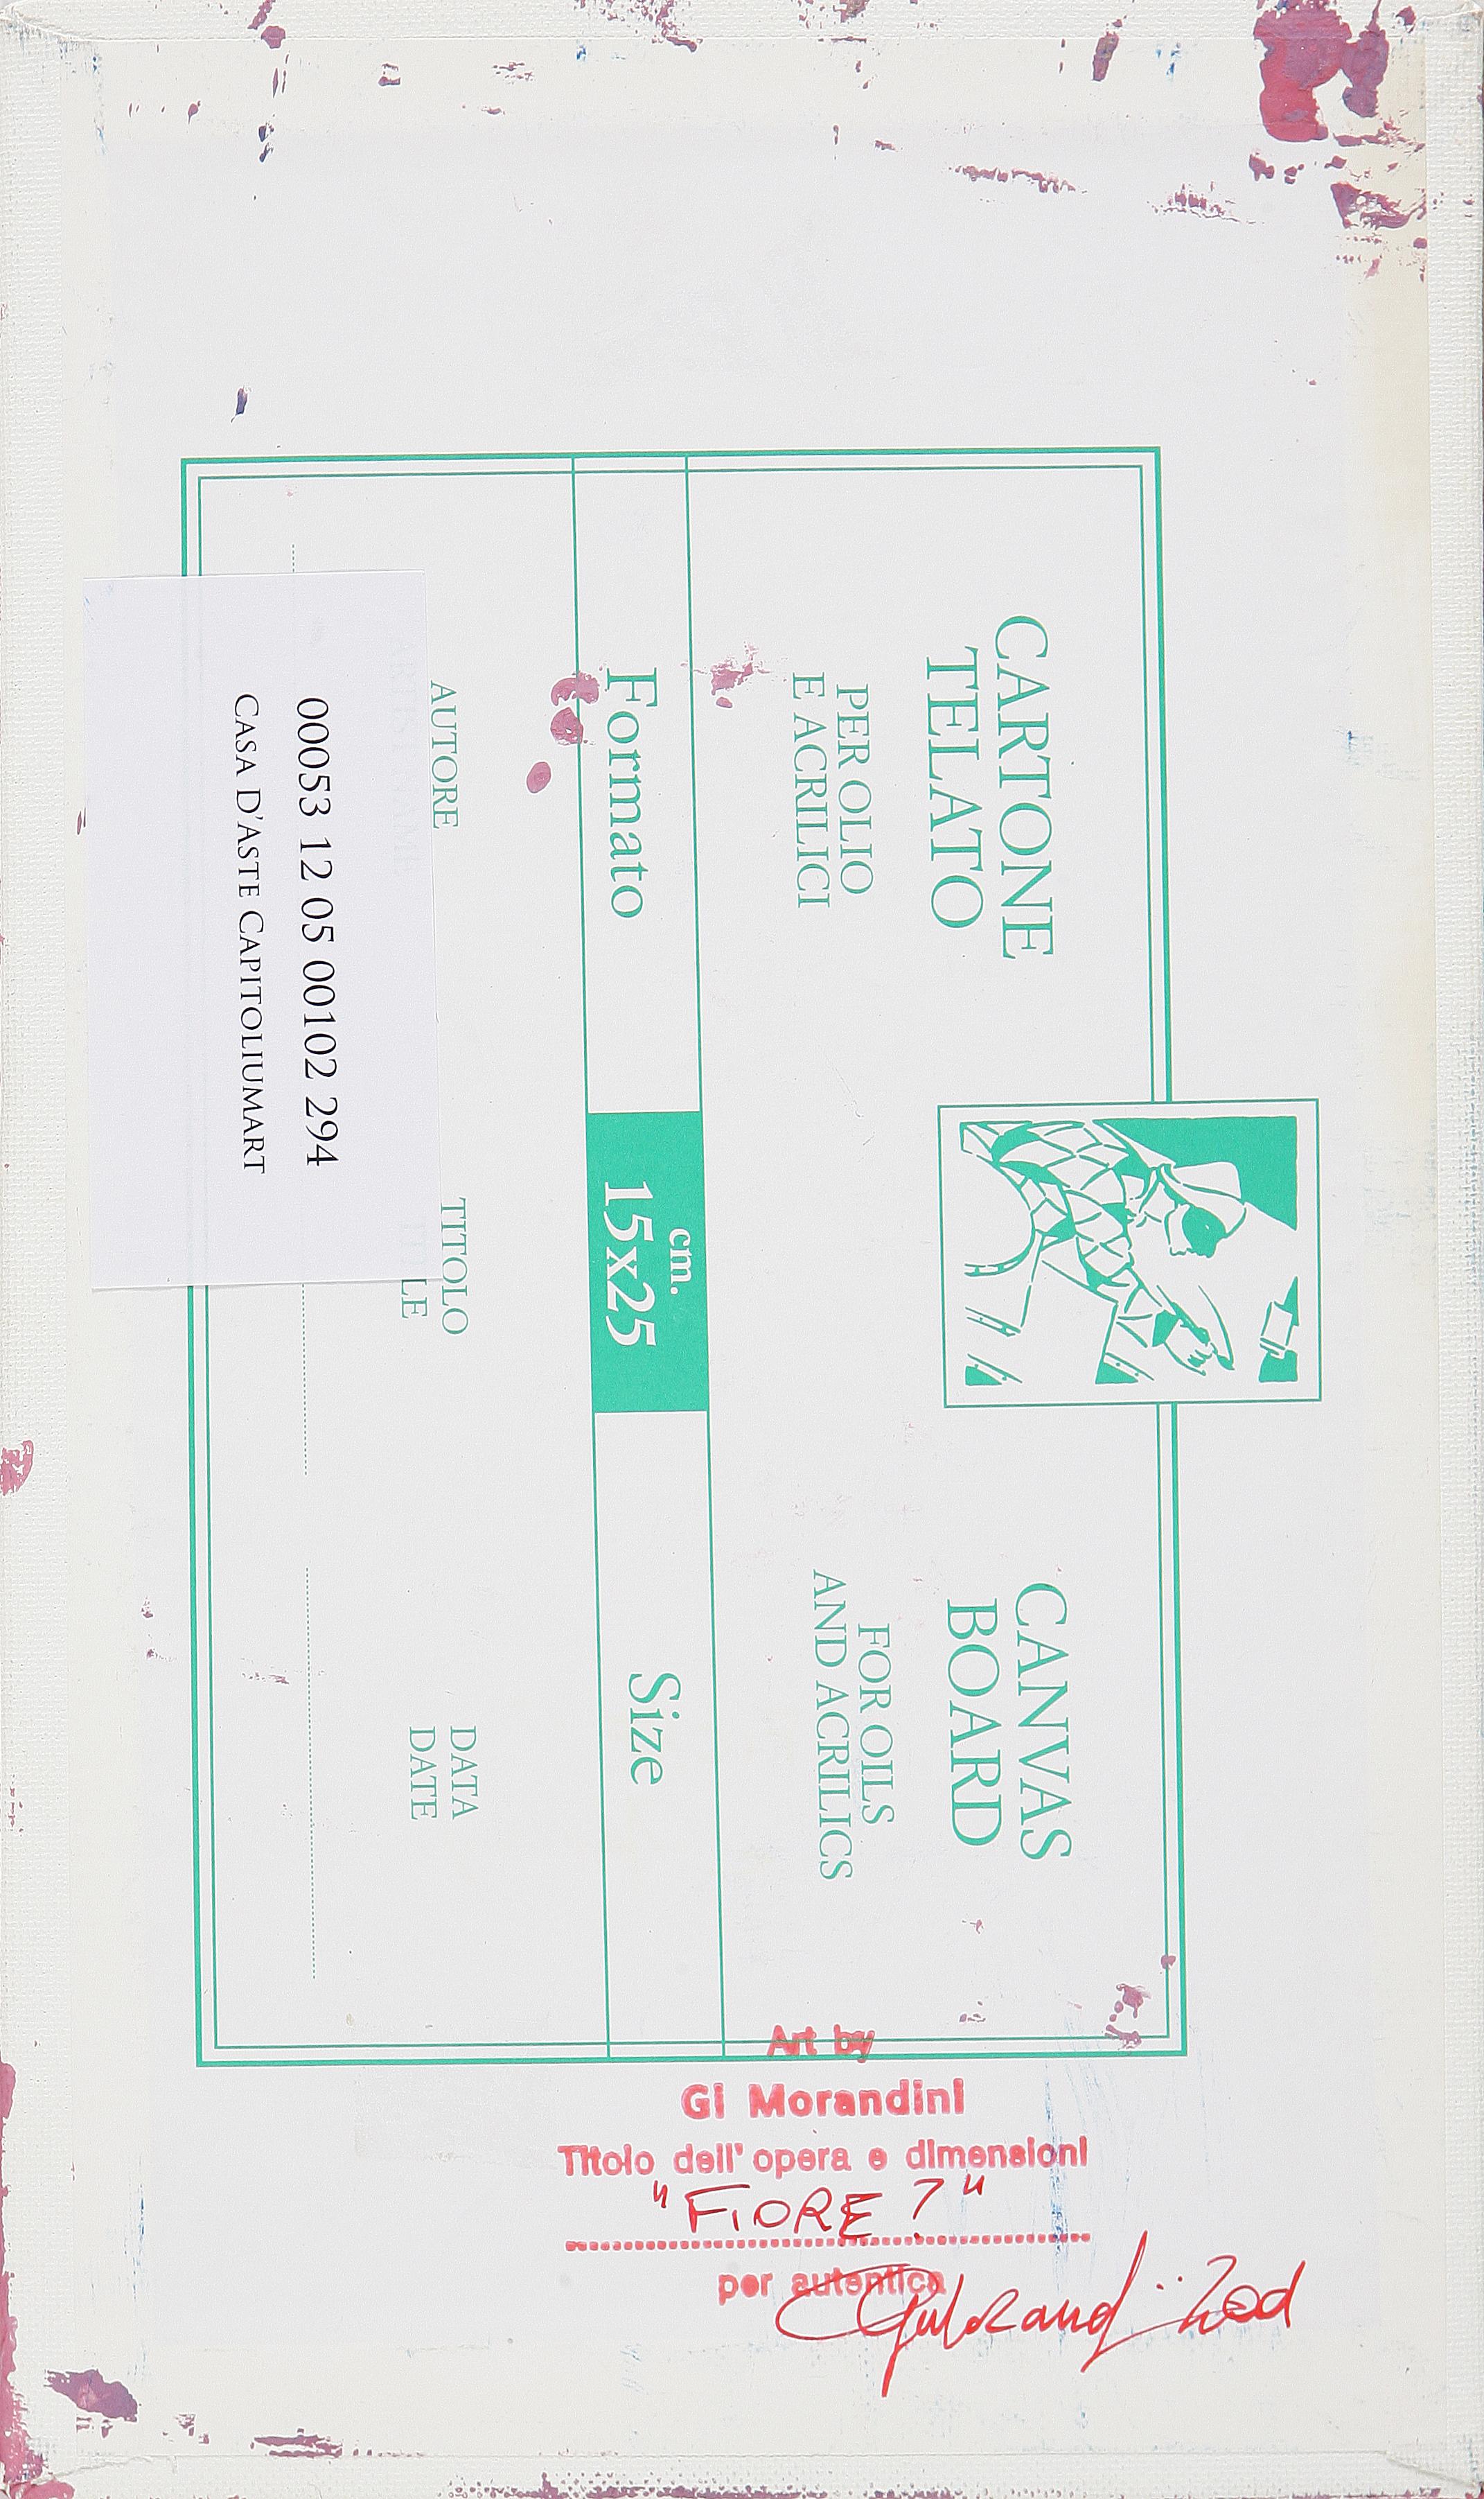 CARTONE
TELATO
PER OLIO
E ACRILICI
CANVAS
BOARD
FOR OILS
AND ACRILICS
Formato
cm.
15x25
Size
AUTORE
TITOLO
LE
DATA
DATE
00053 12 05 00102 294
CASA D'ASTE CAPITOLIUMART
Art by
Gi Morandini
Titolo dell' opera e dimensioni
"FIORE?"
per autentica